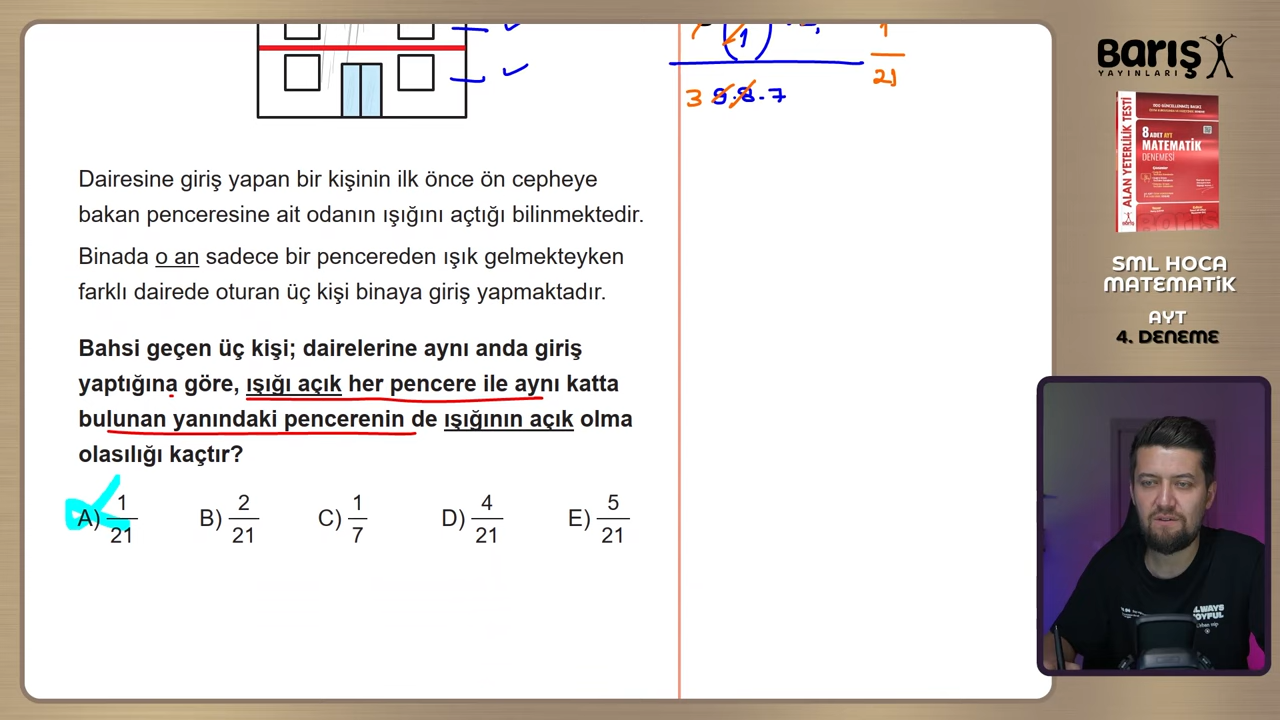 1
1
21
3 9.8.7
Dairesine giriş yapan bir kişinin ilk önce ön cepheye
bakan penceresine ait odanın ışığını açtığı bilinmektedir.
Binada o an sadece bir pencereden ışık gelmekteyken
farklı dairede oturan üç kişi binaya giriş yapmaktadır.
Bahsi geçen üç kişi; dairelerine aynı anda giriş
yaptığına göre, ışığı açık her pencere ile aynı katta
bulunan yanındaki pencerenin de ışığının açık olma
olasılığı kaçtır?
A) 1/21 B) 2/21 C) 1/7 D) 4/21 E) 5/21
BARIŞ
YAYINLARI
ALAN YETERLİLİK TESTİ
8 ADET AYT
MATEMATİK
DENEMESİ
SML HOCA
MATEMATİK
AYT
4. DENEME